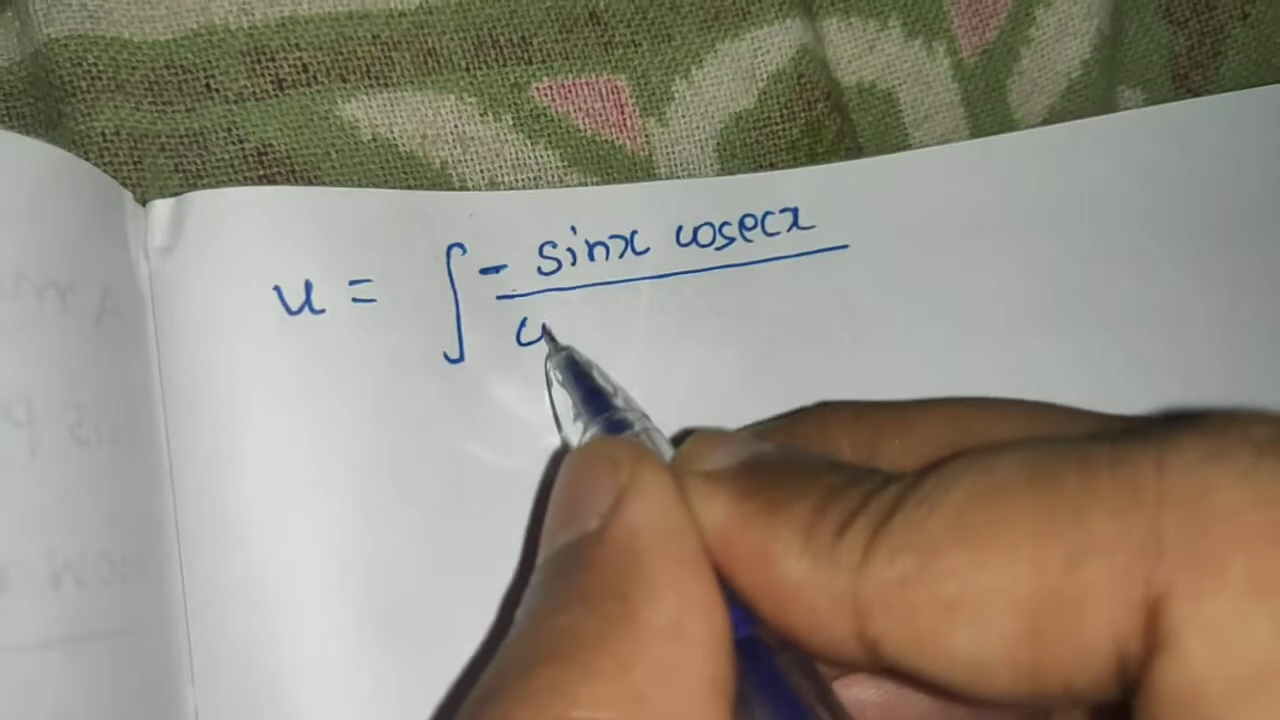 u = ∫ - sinx cosecx